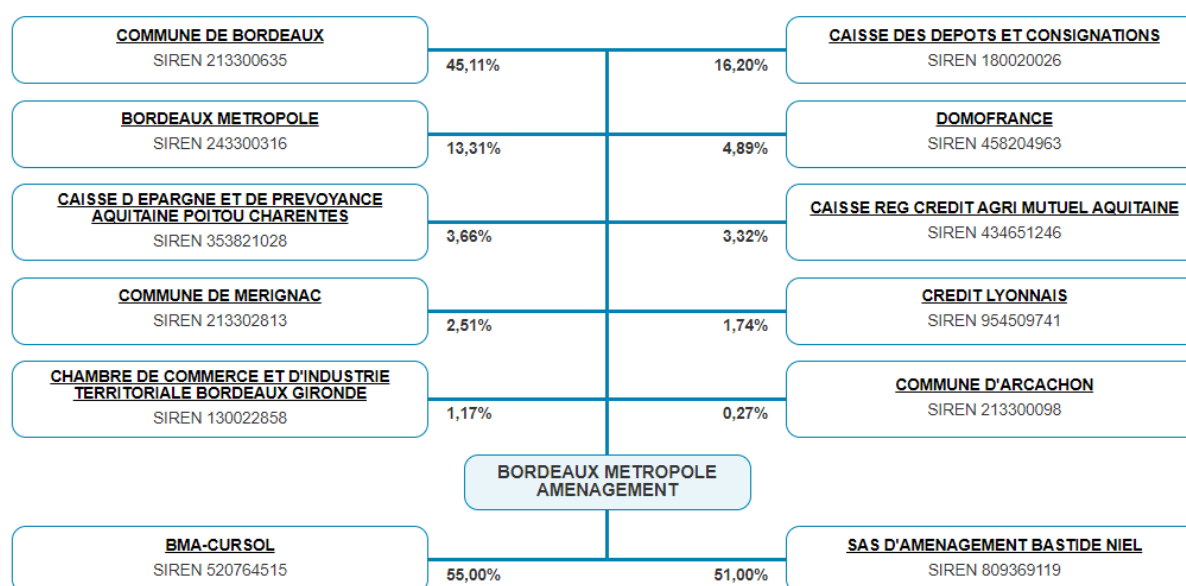 COMMUNE DE BORDEAUX
SIREN 213300635
45,11%
CAISSE DES DEPOTS ET CONSIGNATIONS
SIREN 180020026
16,20%
BORDEAUX METROPOLE
SIREN 243300316
13,31%
DOMOFRANCE
SIREN 458204963
4,89%
CAISSE D EPARGNE ET DE PREVOYANCE
AQUITAINE POITOU CHARENTES
SIREN 353821028
3,66%
CAISSE REG CREDIT AGRI MUTUEL AQUITAINE
SIREN 434651246
3,32%
COMMUNE DE MERIGNAC
SIREN 213302813
2,51%
CREDIT LYONNAIS
SIREN 954509741
1,74%
CHAMBRE DE COMMERCE ET D'INDUSTRIE
TERRITORIALE BORDEAUX GIRONDE
SIREN 130022858
1,17%
COMMUNE D'ARCACHON
SIREN 213300098
0,27%
BORDEAUX METROPOLE
AMENAGEMENT
BMA-CURSOL
SIREN 520764515
55,00%
SAS D'AMENAGEMENT BASTIDE NIEL
SIREN 809369119
51,00%